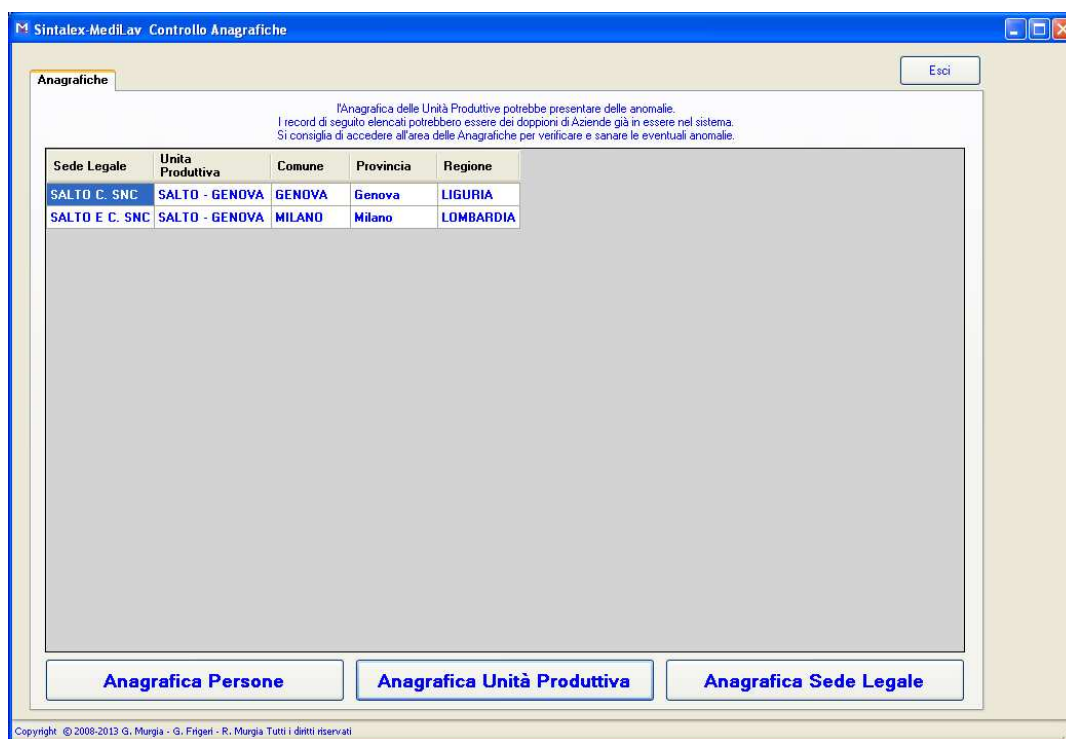 Sintalex-MediLav Controllo Anagrafiche
Esci
Anagrafiche
l'Anagrafica delle Unità Produttive potrebbe presentare delle anomalie.
I record di seguito elencati potrebbero essere dei doppioni di Aziende già in essere nel sistema.
Si consiglia di accedere all'area delle Anagrafiche per verificare e sanare le eventuali anomalie.
Sede Legale Unita Produttiva Comune Provincia Regione
SALTO C. SNC SALTO - GENOVA GENOVA Genova LIGURIA
SALTO E C. SNC SALTO - GENOVA MILANO Milano LOMBARDIA
Anagrafica Persone Anagrafica Unità Produttiva Anagrafica Sede Legale
Copyright © 2008-2013 G. Murgia - G. Frigeri - R. Murgia Tutti i diritti riservati